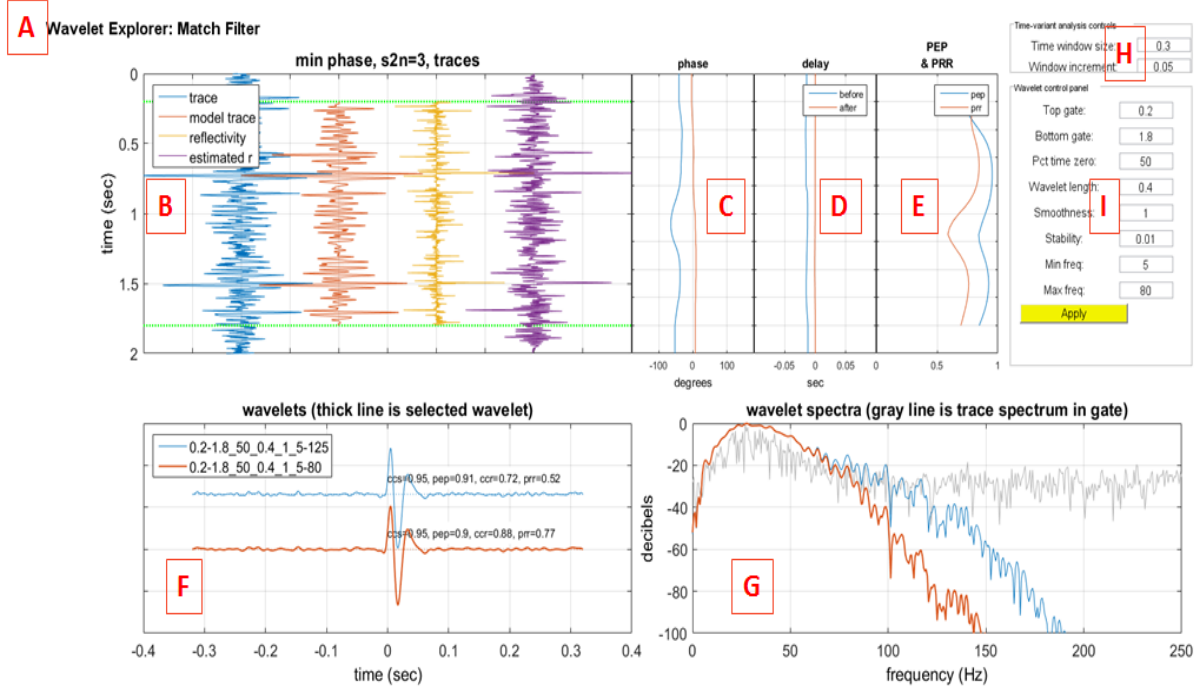 A Wavelet Explorer: Match Filter
min phase, s2n=3, traces
0
0.5
1
1.5
2
time (sec)
trace
model trace
reflectivity
estimated r
B
phase
C
-100 0 100
degrees
delay
before
after
D
-0.05 0 0.05
sec
PEP
& PRR
pep
prr
E
0 0.5 1
Time-variant analysis controls
Time window size: 0.3
Window increment: 0.05
H
Wavelet control panel
Top gate: 0.2
Bottom gate: 1.8
Pct time zero: 50
Wavelet length: 0.4
Smoothness: 1
I
Stability: 0.01
Min freq: 5
Max freq: 80
Apply
wavelets (thick line is selected wavelet)
0.2-1.8_50_0.4_1_5-125
0.2-1.8_50_0.4_1_5-80
ccs=0.95, pep=0.91, ccr=0.72, prr=0.52
ccs=0.95, pep=0.9, ccr=0.88, prr=0.77
F
-0.4 -0.3 -0.2 -0.1 0 0.1 0.2 0.3 0.4
time (sec)
wavelet spectra (gray line is trace spectrum in gate)
0
-20
-40
-60
-80
-100
decibels
G
0 50 100 150 200 250
frequency (Hz)